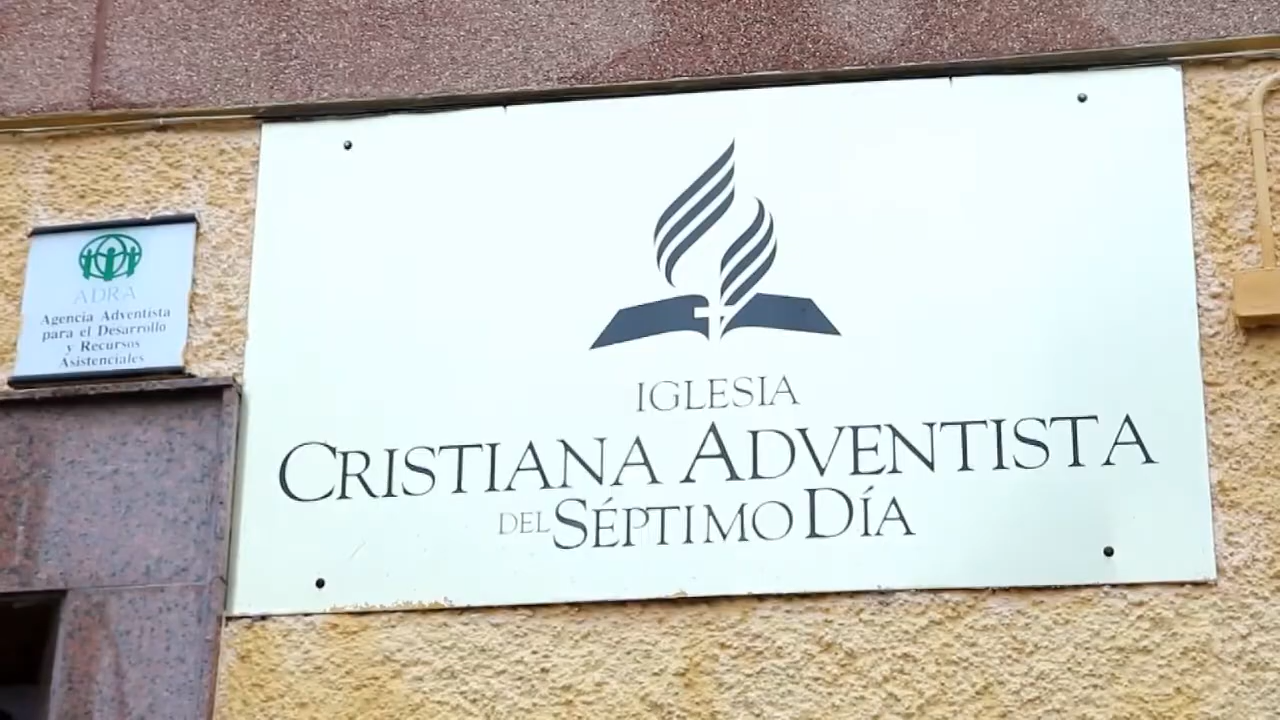 ADRA
Agencia Adventista
para el Desarrollo
y Recursos
Asistenciales
IGLESIA
CRISTIANA ADVENTISTA
DEL SÉPTIMO DÍA